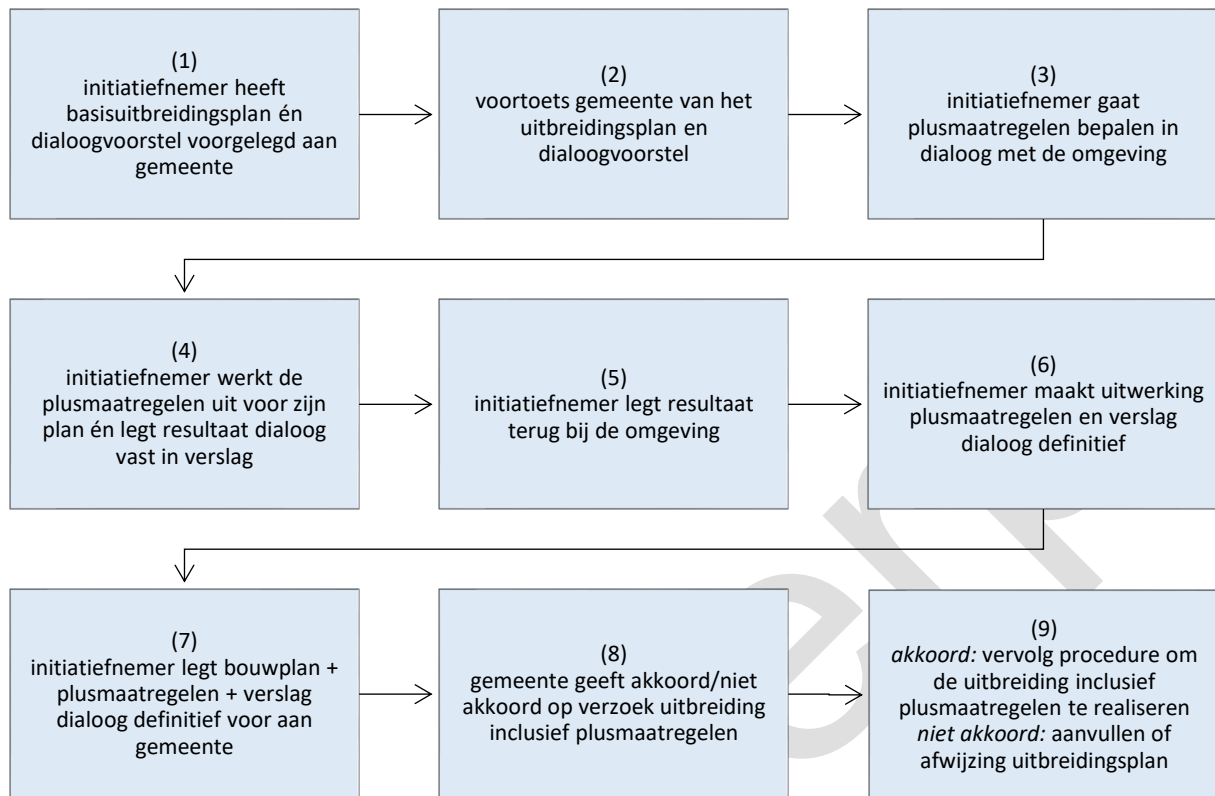 (1)
initiatiefnemer heeft
basisuitbreidingsplan én
dialoogvoorstel voorgelegd aan
gemeente
(2)
voortoets gemeente van het
uitbreidingsplan en
dialoogvoorstel
(3)
initiatiefnemer gaat
plusmaatregelen bepalen in
dialoog met de omgeving
(4)
initiatiefnemer werkt de
plusmaatregelen uit voor zijn
plan én legt resultaat dialoog
vast in verslag
(5)
initiatiefnemer legt resultaat
terug bij de omgeving
(6)
initiatiefnemer maakt uitwerking
plusmaatregelen en verslag
dialoog definitief
(7)
initiatiefnemer legt bouwplan +
plusmaatregelen + verslag
dialoog definitief voor aan
gemeente
(8)
gemeente geeft akkoord/niet
akkoord op verzoek uitbreiding
inclusief plusmaatregelen
(9)
akkoord: vervolg procedure om
de uitbreiding inclusief
plusmaatregelen te realiseren
niet akkoord: aanvullen of
afwijzing uitbreidingsplan